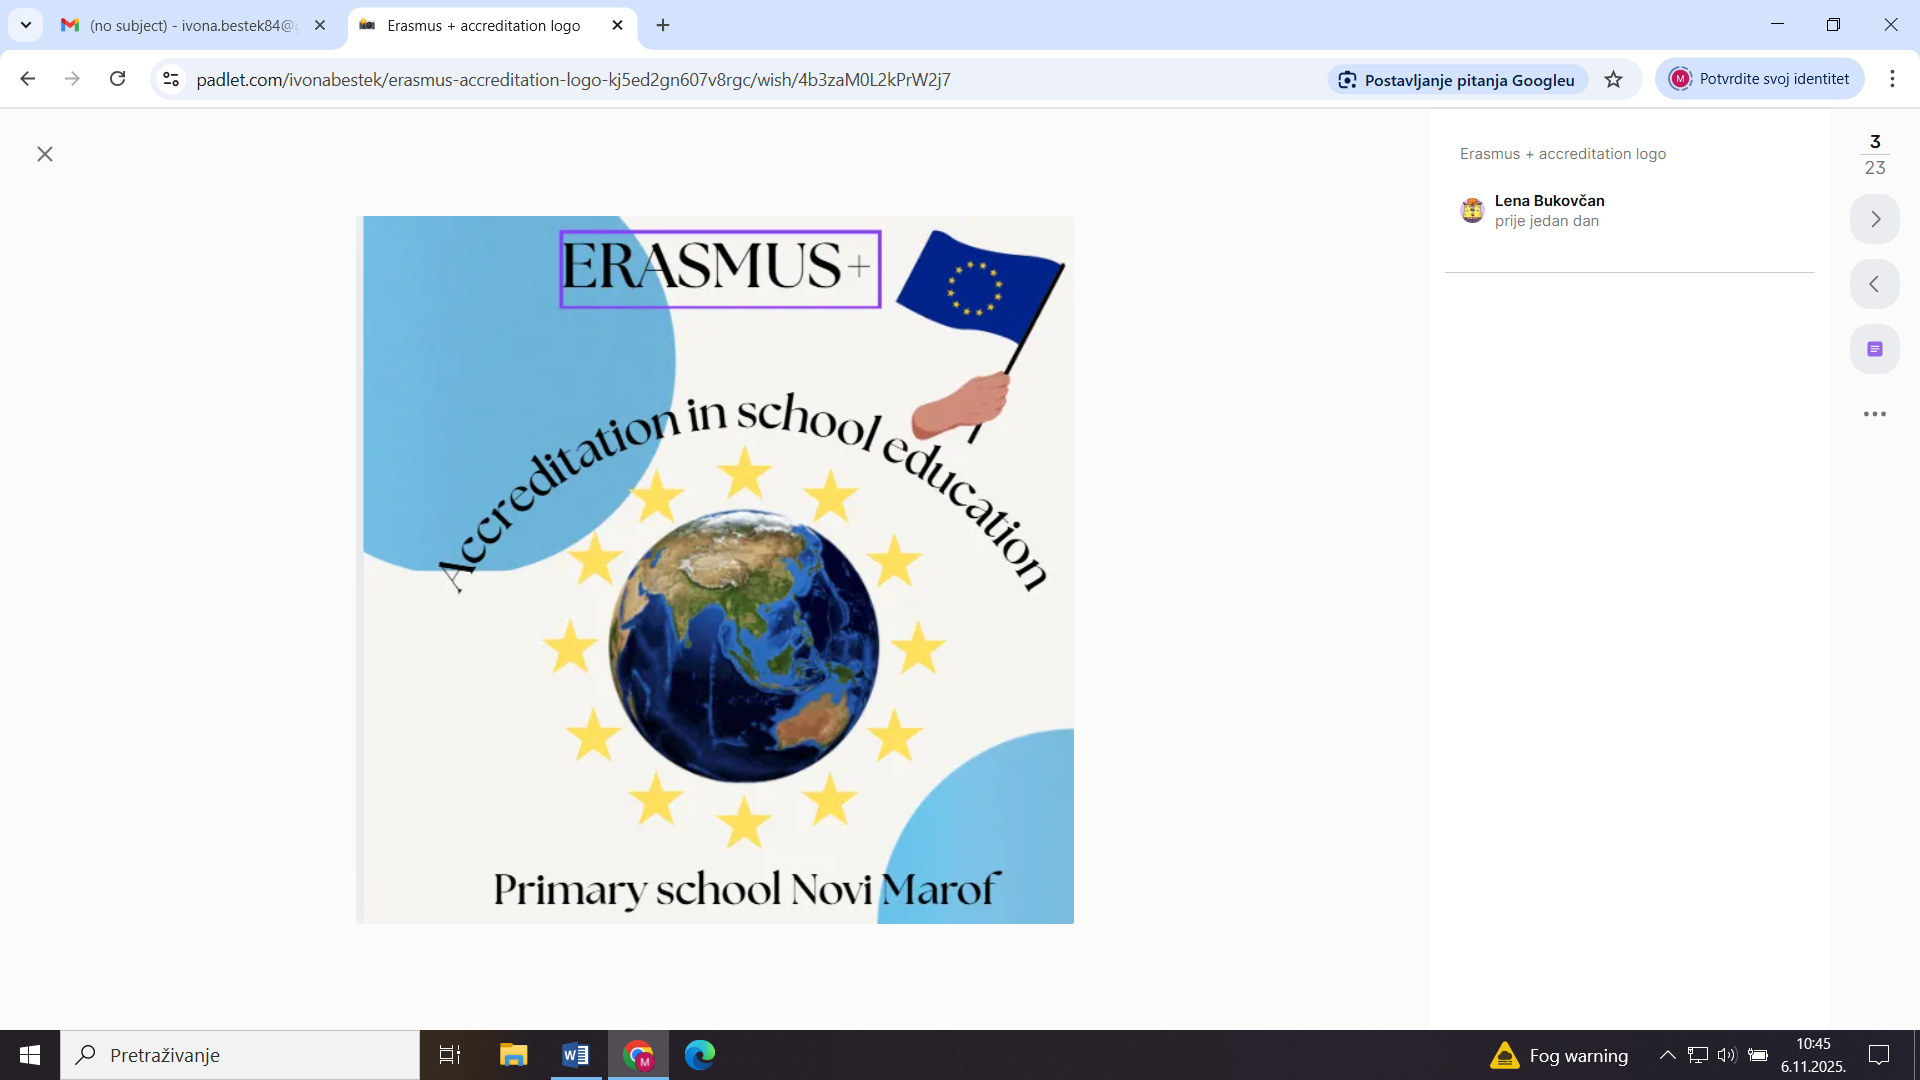 (no subject) - ivona.bestek84@g
Erasmus + accreditation logo
padlet.com/ivonabestek/erasmus-accreditation-logo-kj5ed2gn607v8rgc/wish/4b3zaM0L2kPrW2j7
Postavljanje pitanja Googleu
M
Potvrdite svoj identitet
Erasmus + accreditation logo
3
23
Lena Bukovčan
prije jedan dan
ERASMUS+
Accreditation in school education
Primary school Novi Marof
Pretraživanje
W
M
Fog warning
10:45
6.11.2025.